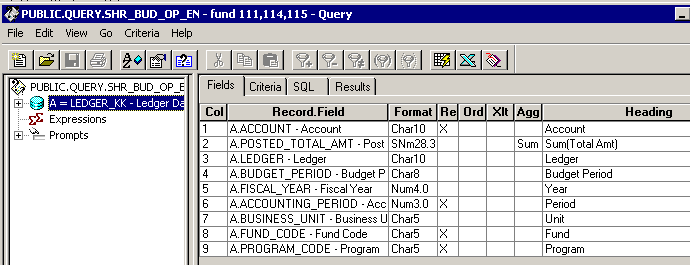 PUBLIC.QUERY.SHR_BUD_OP_EN - fund 111,114,115 - Query
File Edit View Go Criteria Help
PUBLIC.QUERY.SHR_BUD_OP_E
A = LEDGER_KK - Ledger Da
Expressions
Prompts
Fields Criteria SQL Results
Col Record.Field Format Re Ord Xlt Agg Heading
1 A.ACCOUNT - Account Char10 X Account
2 A.POSTED_TOTAL_AMT - Post SNm28.3 Sum Sum(Total Amt)
3 A.LEDGER - Ledger Char10 Ledger
4 A.BUDGET_PERIOD - Budget P Char8 Budget Period
5 A.FISCAL_YEAR - Fiscal Year Num4.0 Year
6 A.ACCOUNTING_PERIOD - Acc Num3.0 X Period
7 A.BUSINESS_UNIT - Business U Char5 Unit
8 A.FUND_CODE - Fund Code Char5 X Fund
9 A.PROGRAM_CODE - Program Char5 X Program